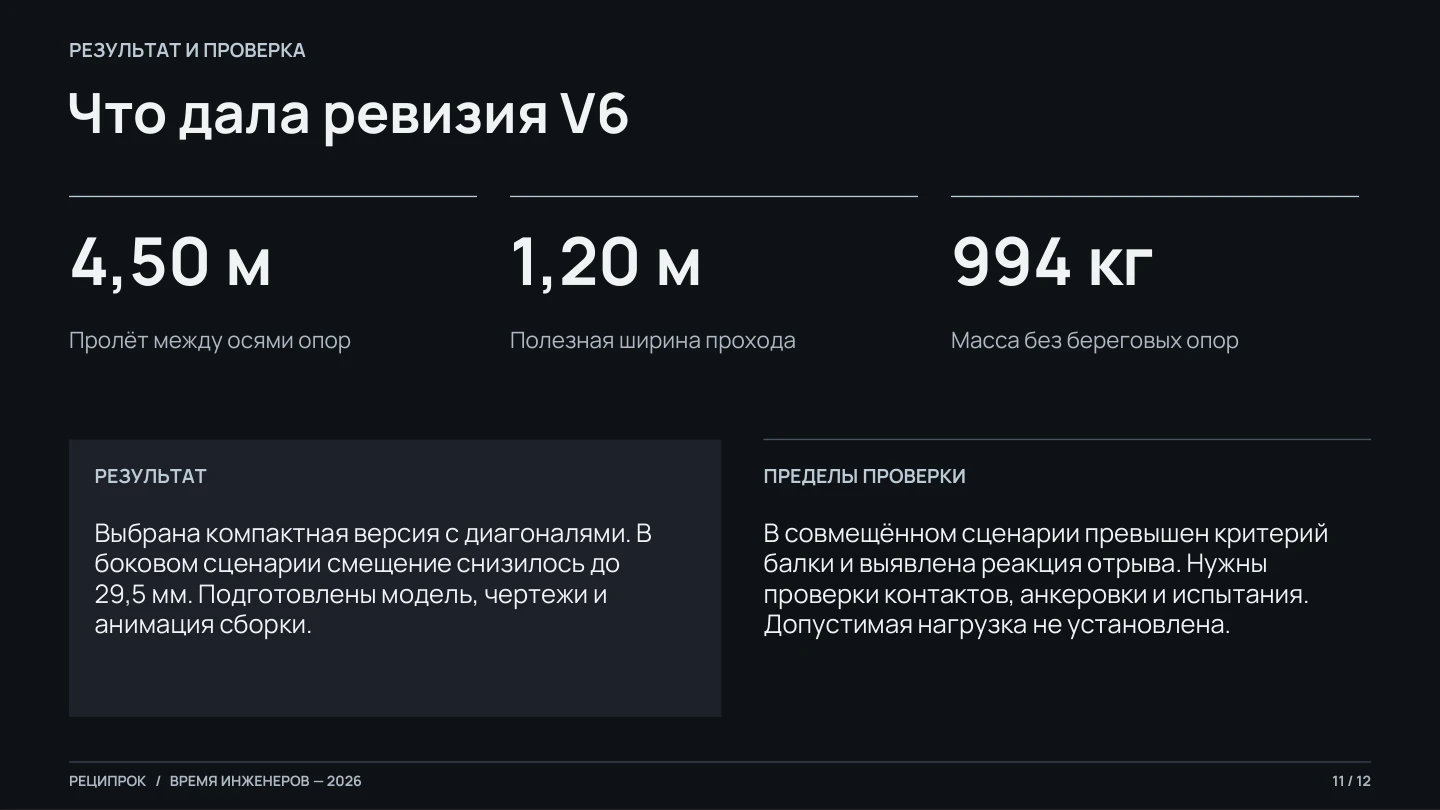 РЕЗУЛЬТАТ И ПРОВЕРКА
Что дала ревизия V6
4,50 м
Пролёт между осями опор
1,20 м
Полезная ширина прохода
994 кг
Масса без береговых опор
РЕЗУЛЬТАТ
Выбрана компактная версия с диагоналями. В
боковом сценарии смещение снизилось до
29,5 мм. Подготовлены модель, чертежи и
анимация сборки.
ПРЕДЕЛЫ ПРОВЕРКИ
В совмещённом сценарии превышен критерий
балки и выявлена реакция отрыва. Нужны
проверки контактов, анкеровки и испытания.
Допустимая нагрузка не установлена.
РЕЦИПРОК / ВРЕМЯ ИНЖЕНЕРОВ — 2026
11 / 12